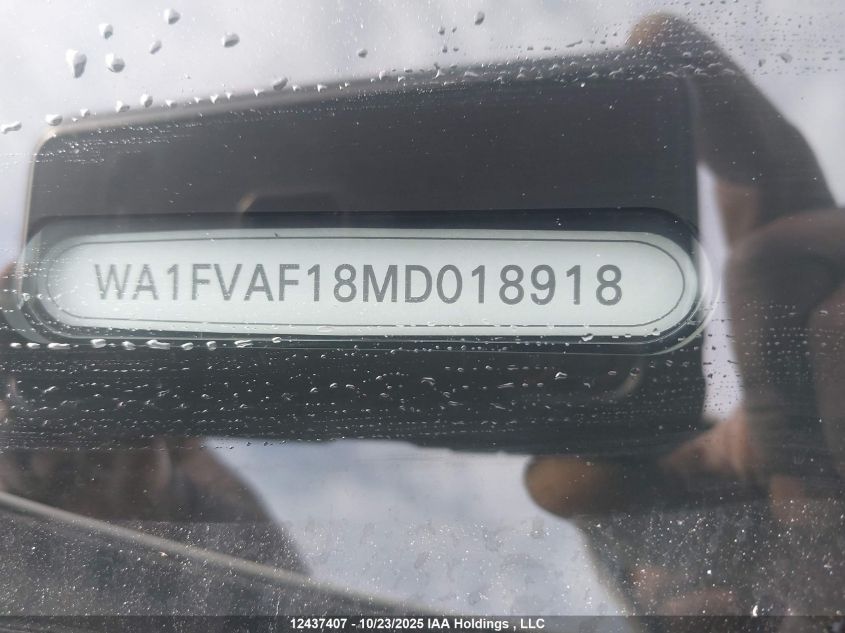 WA1FVAF18MD018918
12437407 - 10/23/2025 IAA Holdings , LLC